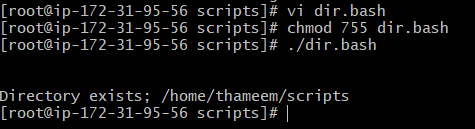 [root@ip-172-31-95-56 scripts]# vi dir.bash
[root@ip-172-31-95-56 scripts]# chmod 755 dir.bash
[root@ip-172-31-95-56 scripts]# ./dir.bash
Directory exists; /home/thameem/scripts
[root@ip-172-31-95-56 scripts]#